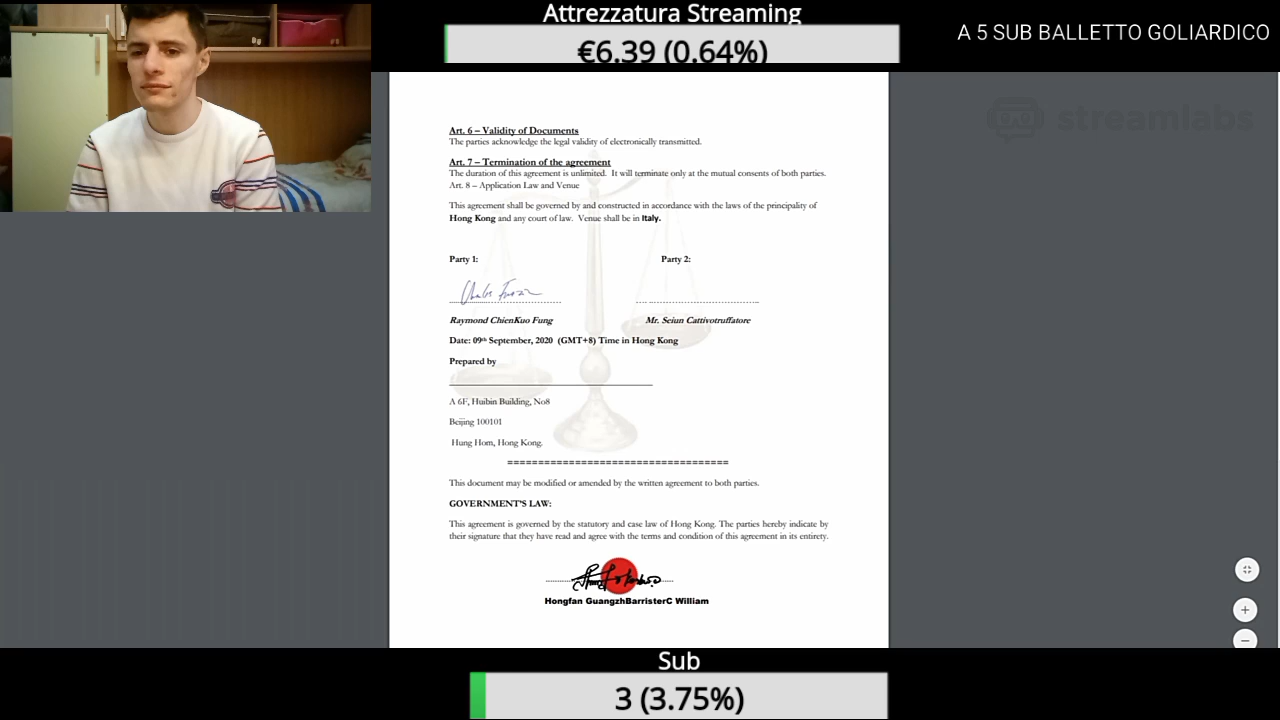 Attrezzatura Streaming
€6.39 (0.64%)
A 5 SUB BALLETTO GOLIARDICO
streamlabs
Art. 6 – Validity of Documents
The parties acknowledge the legal validity of electronically transmitted.
Art. 7 – Termination of the agreement
The duration of this agreement is unlimited. It will terminate only at the mutual consents of both parties.
Art. 8 – Application Law and Venue
This agreement shall be governed by and constructed in accordance with the laws of the principality of
Hong Kong and any court of law. Venue shall be in Italy.
Party 1: Party 2:
Raymond ChienKuo Fung Mr. Seiun Cattivotruffatore
Date: 09th September, 2020 (GMT+8) Time in Hong Kong
Prepared by
A 6F, Huibin Building, No8
Beijing 100101
Hung Hom, Hong Kong.
====================================
This document may be modified or amended by the written agreement to both parties.
GOVERNMENT'S LAW:
This agreement is governed by the statutory and case law of Hong Kong. The parties hereby indicate by
their signature that they have read and agree with the terms and condition of this agreement in its entirety.
Hongfan GuangzhBarristerC William
Sub
3 (3.75%)